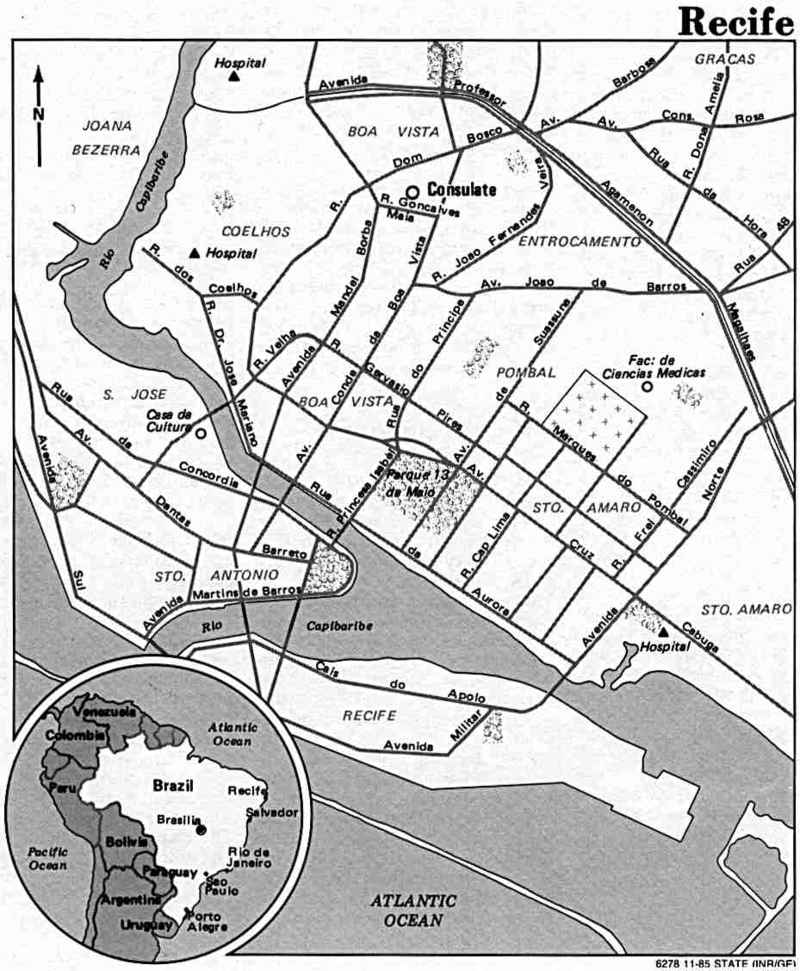 Recife
N
Hospital
JOANA
BEZERRA
Rio
Capibaribe
Avenida
Professor
Agamenon
Magalhaes
BOA VISTA
R.
Dom
Bosco
Av.
Barbosa
GRACAS
Av.
Cons.
Rosa
R. Dona Amelia
Rua
da
Hora
Rua 48
Consulate
R. Goncalves
Maia
COELHOS
Hospital
R.
dos
Coelhos
R. Joao Fernandes
Veira
ENTROCAMENTO
Av.
Joao
de
Barros
Borba
Av.
Conde
da
Boa
Vista
R.
Gervasio
Pires
R. Velha
R. Dr. Jose
Mariano
Rua
do
Principe
Suassuna
de
Av.
POMBAL
Fac: de
Ciencias Medicas
S. JOSE
Casa da
Cultura
BOA VISTA
R.
Marques
do
Pombal
Cassimiro
Frei
R.
Norte
Avenida
Rua
da
Concordia
Av.
Dantas
Barreto
Avenida
Sul
R. Princesa Isabel
Parque 13
de Maio
Av.
Cruz
Cabuga
STO. AMARO
R. Cap Lima
Rua
da
Aurora
STO. ANTONIO
Martins de Barros
Avenida
STO. AMARO
Hospital
Rio
Capibaribe
Cais
do
Apolo
RECIFE
Avenida
Militar
Venezuela
Colombia
Peru
Brazil
Brasilia
Recife
Salvador
Bolivia
Rio de
Janeiro
Paraguay
Sao
Paulo
Argentina
Uruguay
Porto
Alegre
Atlantic
Ocean
Pacific
Ocean
ATLANTIC
OCEAN
6278 11-85 STATE (INR/GE)